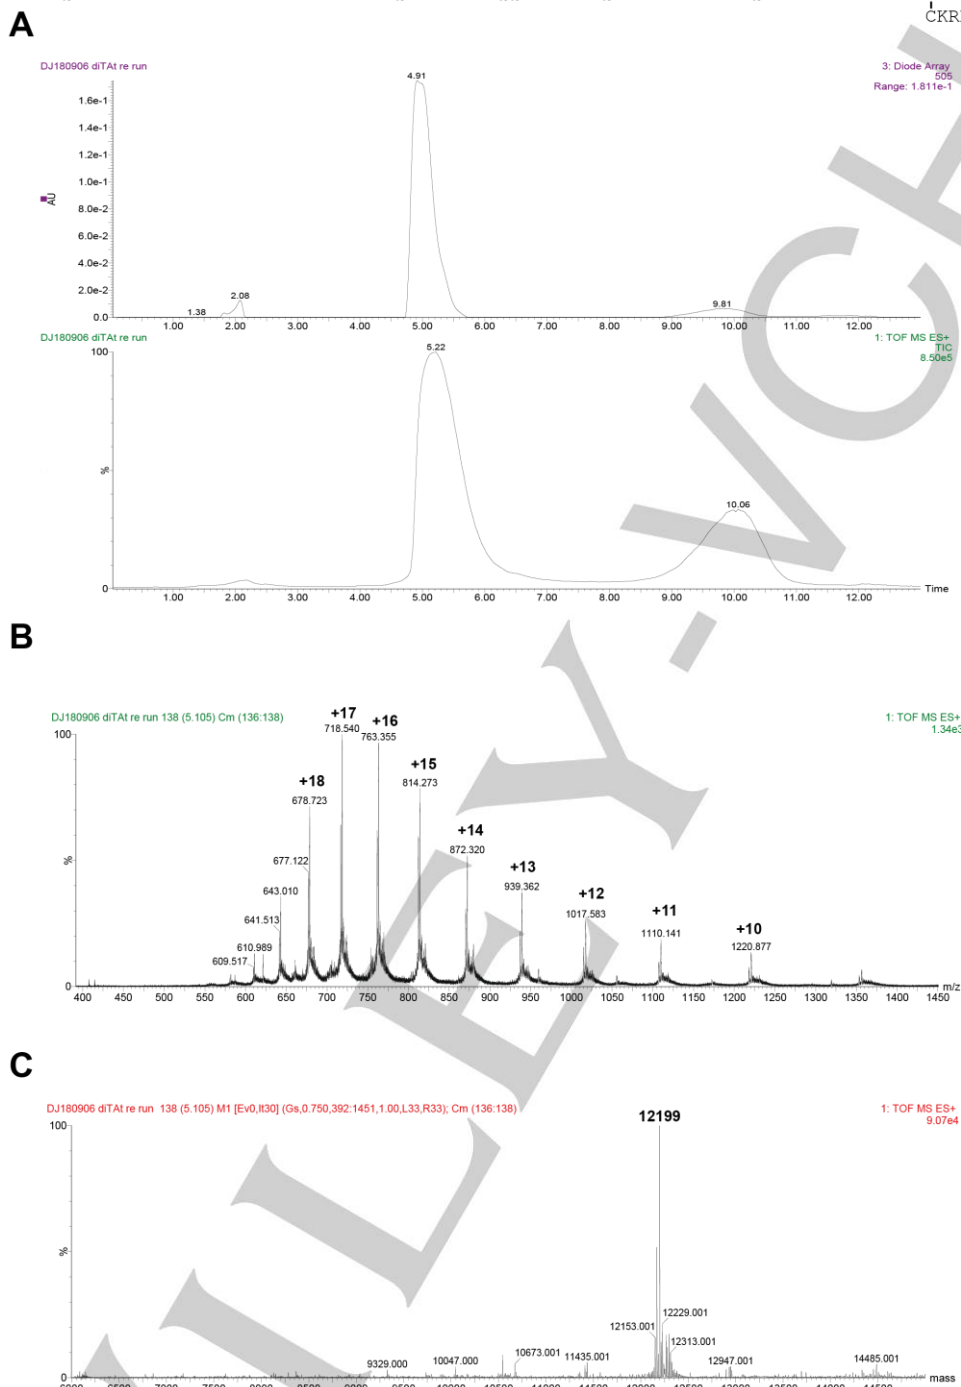 CKR
A
DJ180906 diTAt re run
3: Diode Array
505
Range: 1.811e-1
4.91
1.6e-1
1.4e-1
1.2e-1
1.0e-1
8.0e-2
6.0e-2
4.0e-2
2.0e-2
0.0
AU
1.38
2.08
9.81
1.00 2.00 3.00 4.00 5.00 6.00 7.00 8.00 9.00 10.00 11.00 12.00
DJ180906 diTAt re run
1: TOF MS ES+
TIC
8.50e5
100
%
0
5.22
10.06
1.00 2.00 3.00 4.00 5.00 6.00 7.00 8.00 9.00 10.00 11.00 12.00
Time
B
DJ180906 diTAt re run 138 (5.105) Cm (136:138)
1: TOF MS ES+
1.34e3
100
%
0
+17
718.540
+16
763.355
+15
814.273
+18
678.723
+14
872.320
677.122
+13
939.362
643.010
+12
1017.583
641.513
+11
1110.141
610.989
+10
1220.877
609.517
400 450 500 550 600 650 700 750 800 850 900 950 1000 1050 1100 1150 1200 1250 1300 1350 1400 1450
m/z
C
DJ180906 diTAt re run 138 (5.105) M1 [Ev0,It30] (Gs,0.750,392:1451,1.00,L33,R33); Cm (136:138)
1: TOF MS ES+
9.07e4
100
%
12199
12153.001
12229.001
12313.001
9329.000
10047.000
10673.001
11435.001
12947.001
14485.001
mass
WILEY-VCH